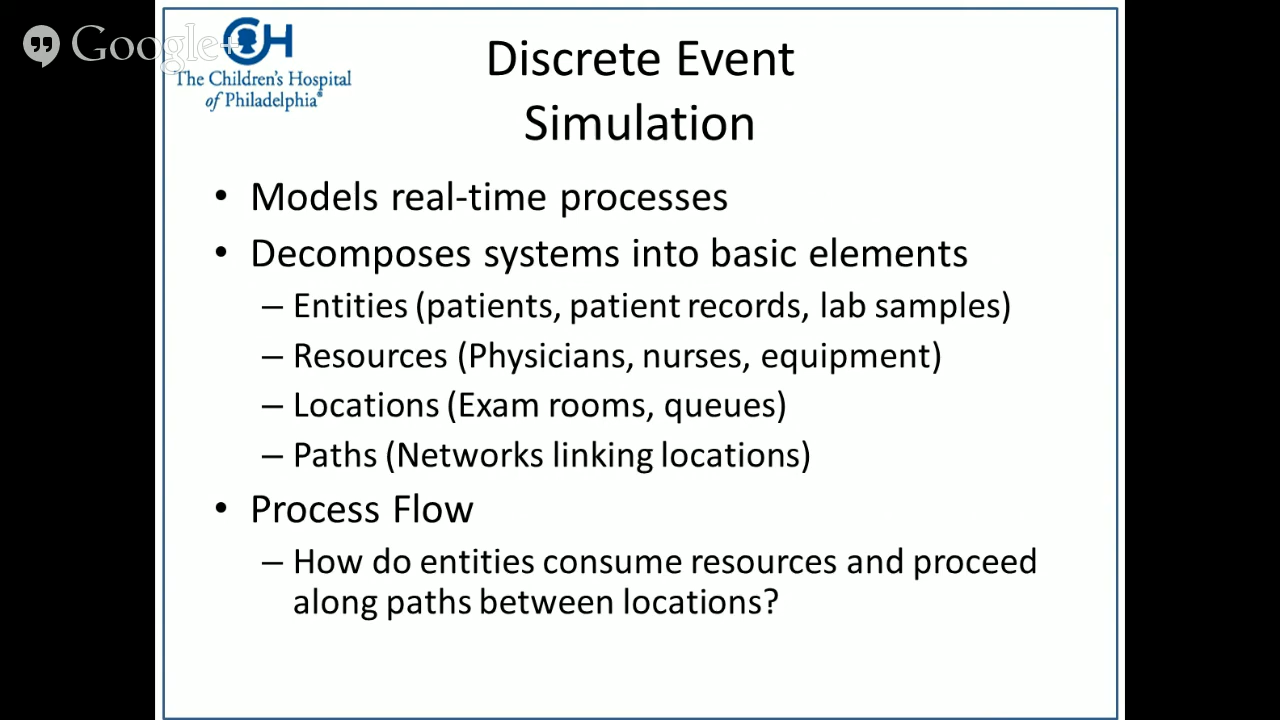 Google+
CH
The Children's Hospital
of Philadelphia®
Discrete Event
Simulation
• Models real-time processes
• Decomposes systems into basic elements
– Entities (patients, patient records, lab samples)
– Resources (Physicians, nurses, equipment)
– Locations (Exam rooms, queues)
– Paths (Networks linking locations)
• Process Flow
– How do entities consume resources and proceed
along paths between locations?